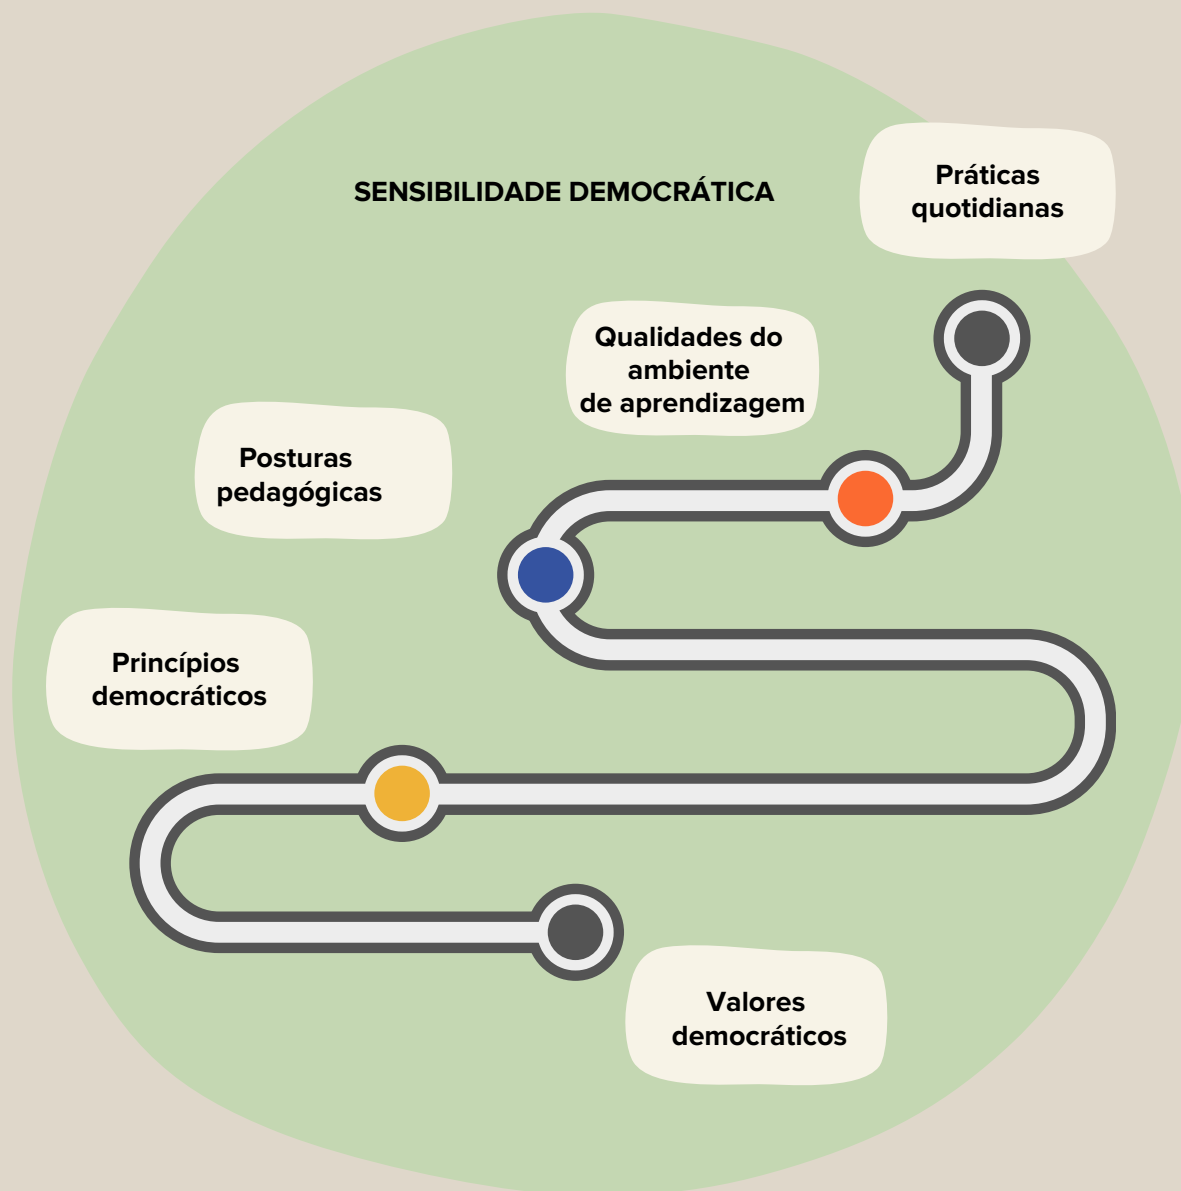 SENSIBILIDADE DEMOCRÁTICA
Práticas
quotidianas
Qualidades do
ambiente
de aprendizagem
Posturas
pedagógicas
Princípios
democráticos
Valores
democráticos